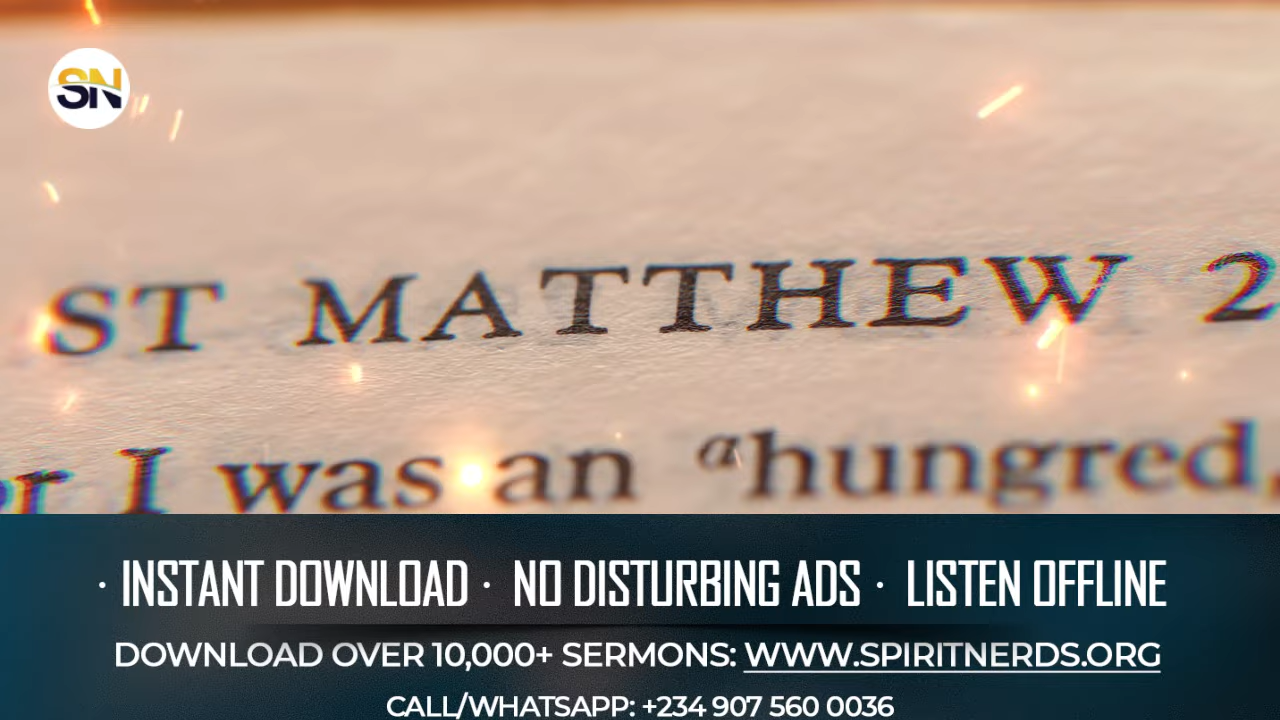 SN
ST MATTHEW 2
r I was an ahungred,
· INSTANT DOWNLOAD · NO DISTURBING ADS · LISTEN OFFLINE
DOWNLOAD OVER 10,000+ SERMONS: WWW.SPIRITNERDS.ORG
CALL/WHATSAPP: +234 907 560 0036